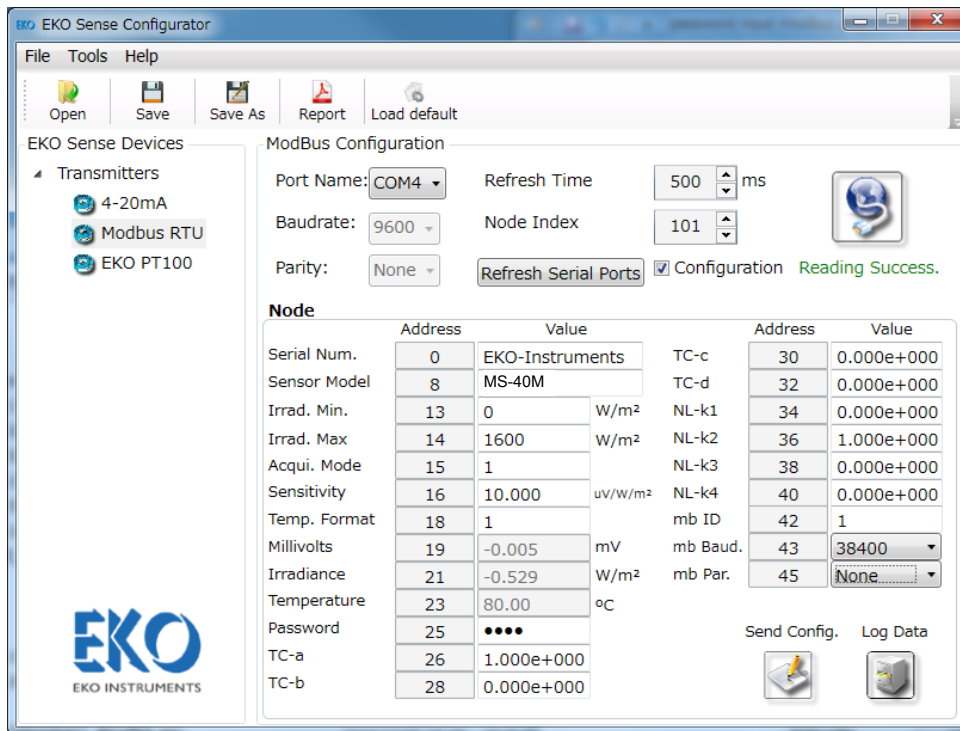 EKO EKO Sense Configurator
File Tools Help
Open Save Save As Report Load default
EKO Sense Devices
Transmitters
4-20mA
Modbus RTU
EKO PT100
ModBus Configuration
Port Name: COM4 Refresh Time 500 ms
Baudrate: 9600 Node Index 101
Parity: None Refresh Serial Ports Configuration Reading Success.
Node
Address Value Address Value
Serial Num. 0 EKO-Instruments TC-c 30 0.000e+000
Sensor Model 8 MS-40M TC-d 32 0.000e+000
Irrad. Min. 13 0 W/m² NL-k1 34 0.000e+000
Irrad. Max 14 1600 W/m² NL-k2 36 1.000e+000
Acqui. Mode 15 1 NL-k3 38 0.000e+000
Sensitivity 16 10.000 uV/W/m² NL-k4 40 0.000e+000
Temp. Format 18 1 mb ID 42 1
Millivolts 19 -0.005 mV mb Baud. 43 38400
Irradiance 21 -0.529 W/m² mb Par. 45 None
Temperature 23 80.00 ºC
Password 25 ●●●● Send Config. Log Data
TC-a 26 1.000e+000
TC-b 28 0.000e+000
EKO
EKO INSTRUMENTS